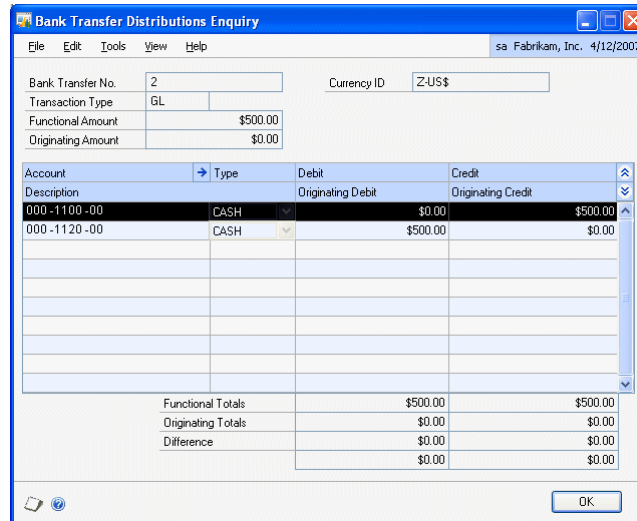 Bank Transfer Distributions Enquiry
File Edit Tools View Help sa Fabrikam, Inc. 4/12/2007
Bank Transfer No. 2 Currency ID Z-US$
Transaction Type GL
Functional Amount $500.00
Originating Amount $0.00
Account Type Debit Credit
Description Originating Debit Originating Credit
000 -1100 -00 CASH $0.00 $500.00
000 -1120 -00 CASH $500.00 $0.00
Functional Totals $500.00 $500.00
Originating Totals $0.00 $0.00
Difference $0.00 $0.00
$0.00 $0.00
OK